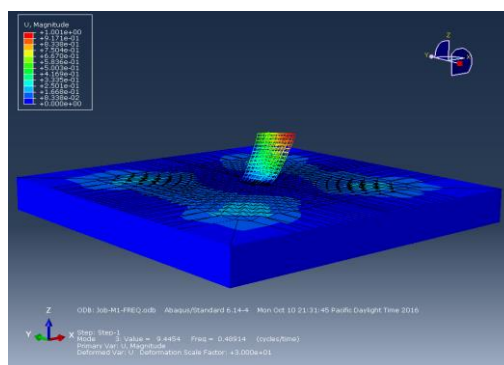 U, Magnitude
+1.001e+00
+9.171e-01
+8.338e-01
+7.504e-01
+6.670e-01
+5.836e-01
+5.003e-01
+4.169e-01
+3.335e-01
+2.501e-01
+1.668e-01
+8.338e-02
+0.000e+00
Z
Y
X
ODB: Job-M1-FREQ.odb Abaqus/Standard 6.14-4 Mon Oct 10 21:31:45 Pacific Daylight Time 2016
Z
Y X
Step: Step-1
Mode 3: Value = 9.4454 Freq = 0.48914 (cycles/time)
Primary Var: U, Magnitude
Deformed Var: U Deformation Scale Factor: +3.000e+01